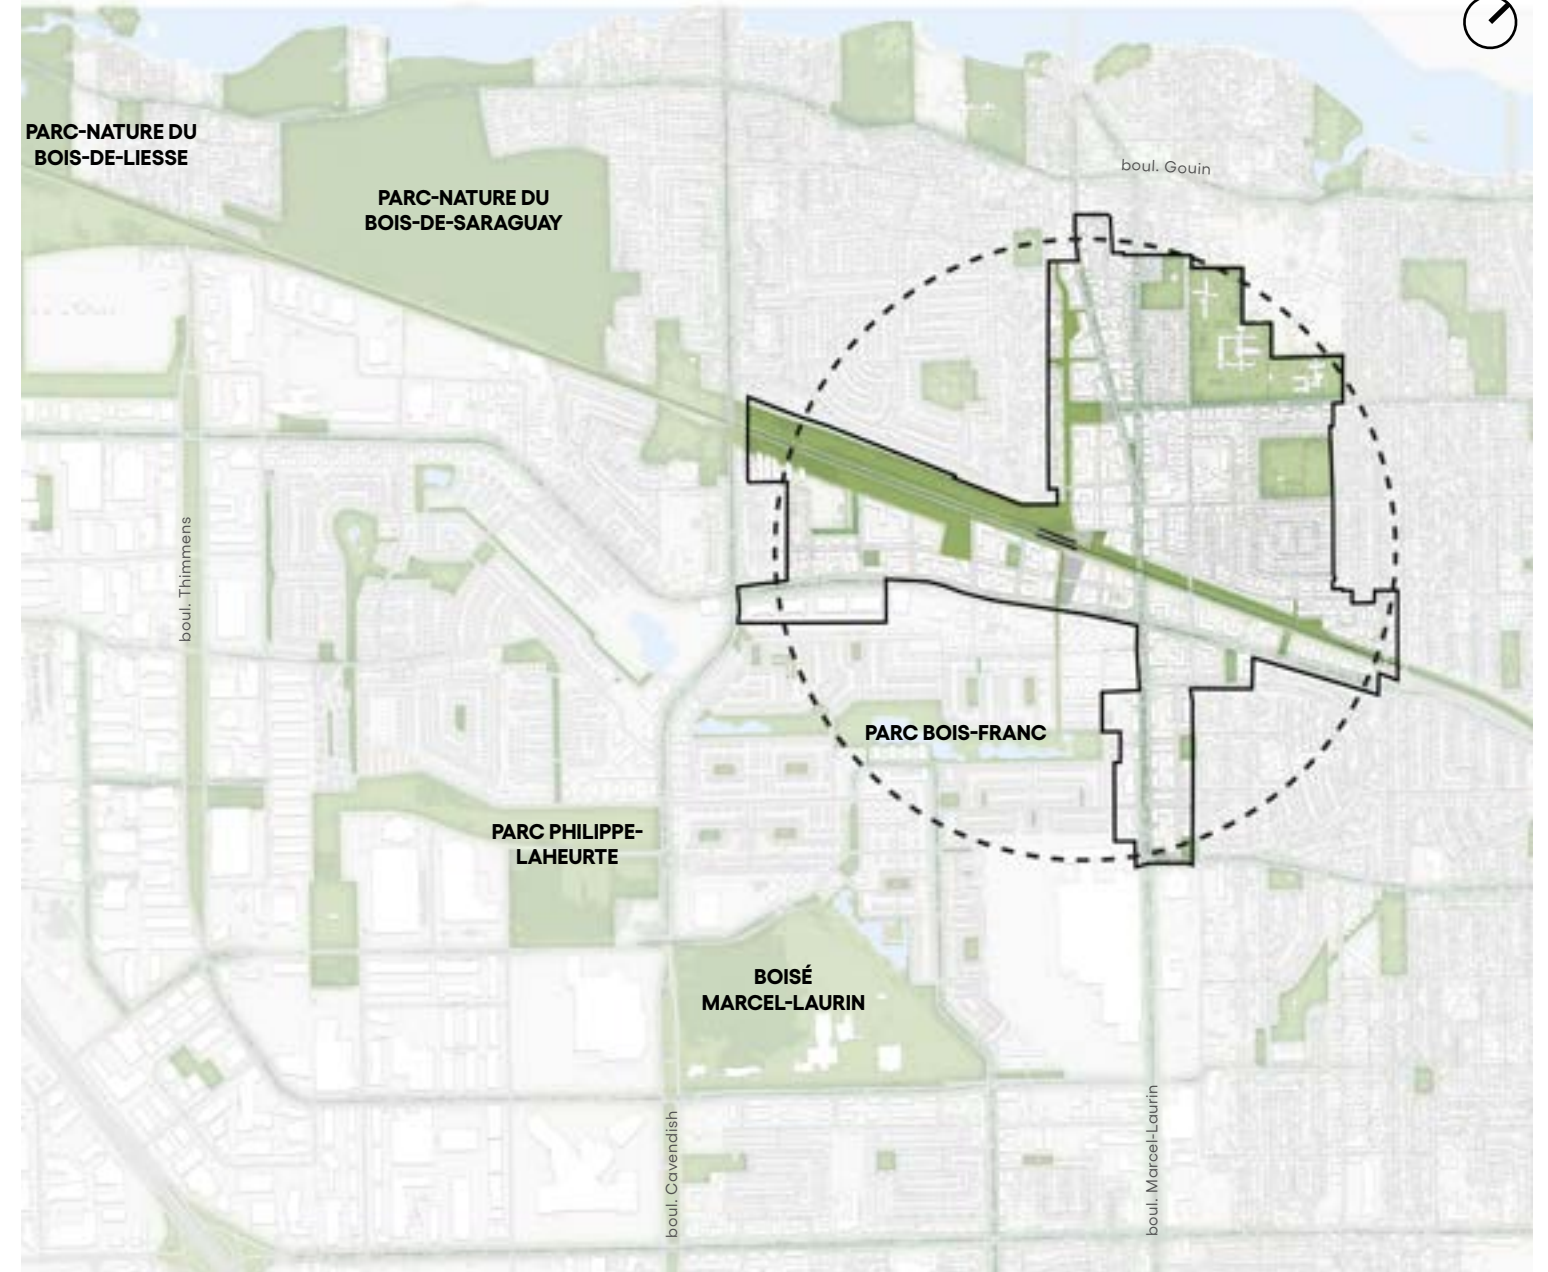 PARC-NATURE DU
BOIS-DE-LIESSE
PARC-NATURE DU
BOIS-DE-SARAGUAY
boul. Gouin
boul. Thimmens
PARC BOIS-FRANC
PARC PHILIPPE-
LAHEURTE
BOISÉ
MARCEL-LAURIN
boul. Cavendish
boul. Marcel-Laurin